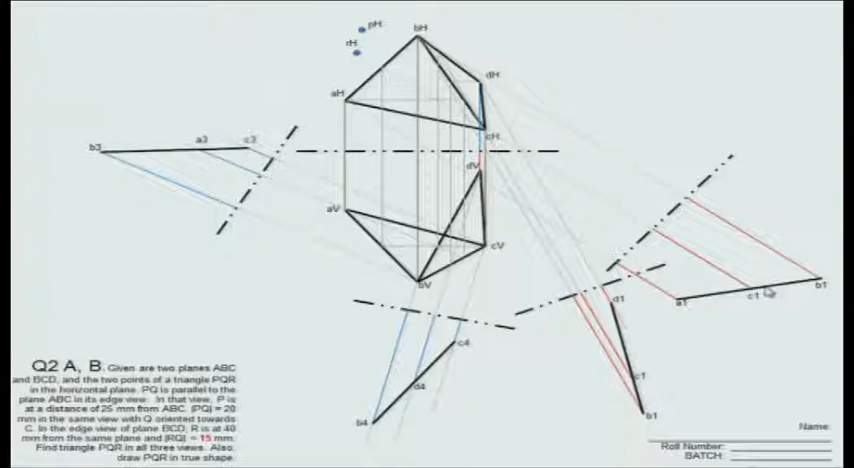 pH
bH
rH
dH
aH
cH
b3
a3
c3
dV
aV
cV
bV
d1
a1
c1
b1
c4
d4
c1
b4
b1
Q2 A, B. Given are two planes ABC
and BCD, and the two points of a triangle PQR
in the horizontal plane. PQ is parallel to the
plane ABC in its edge view. In that view, P is
at a distance of 25 mm from ABC. |PQ| = 20
mm in the same view with Q oriented towards
C. In the edge view of plane BCD, R is at 40
mm from the same plane and |RQ| = 15 mm.
Find triangle PQR in all three views. Also,
draw PQR in true shape.
Name:
Roll Number:
BATCH: